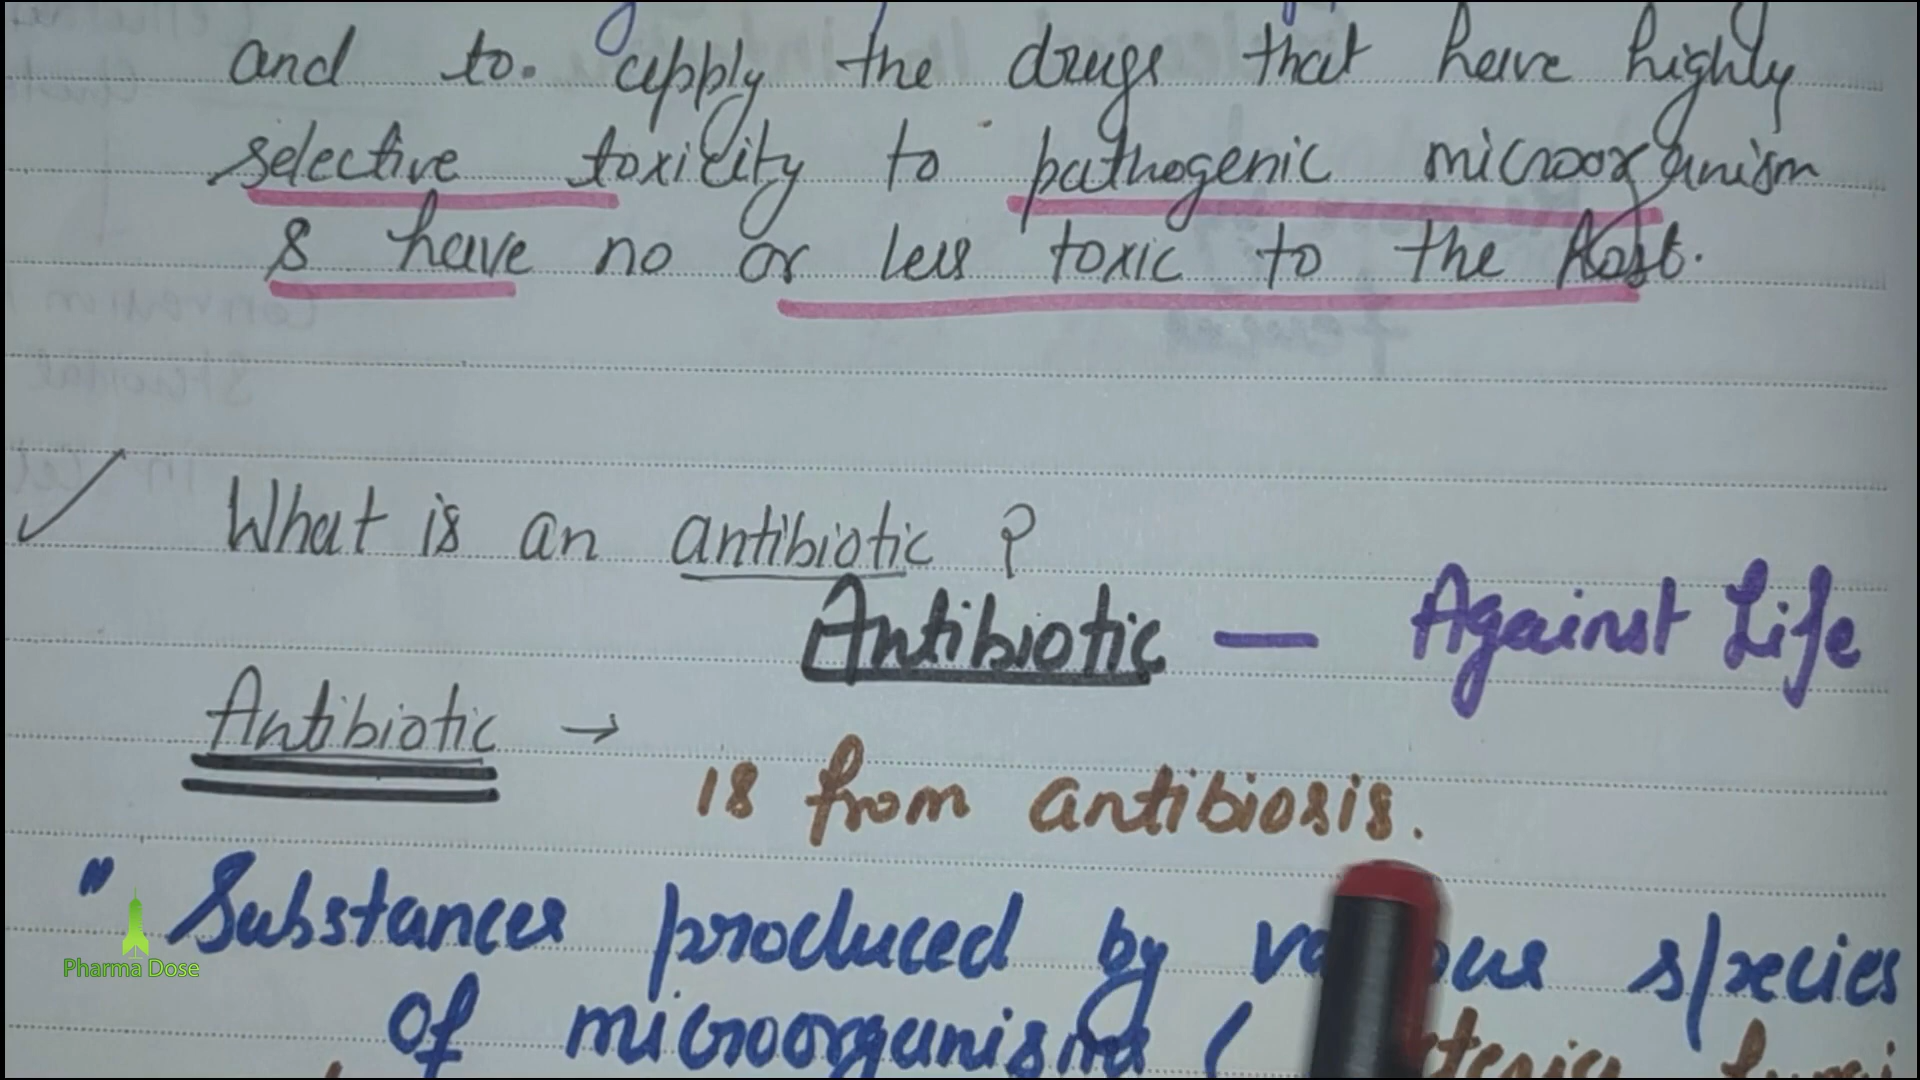 and to apply the drugs that have highly
selective toxicity to pathogenic microorganism
& have no or less toxic to the host.
What is an antibiotic ?
Antibiotic — Against Life
Antibiotic →
is from antibiosis.
" Substances produced by species
of microorganisms (
Pharma Dose